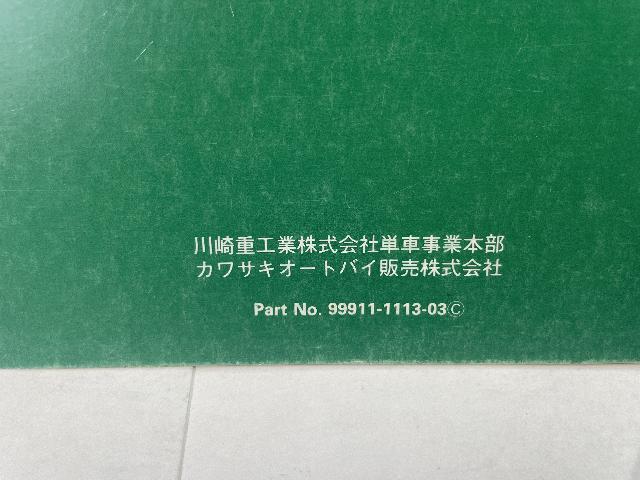 川崎重工業株式会社単車事業本部
カワサキオートバイ販売株式会社
Part No. 99911-1113-03Ⓒ